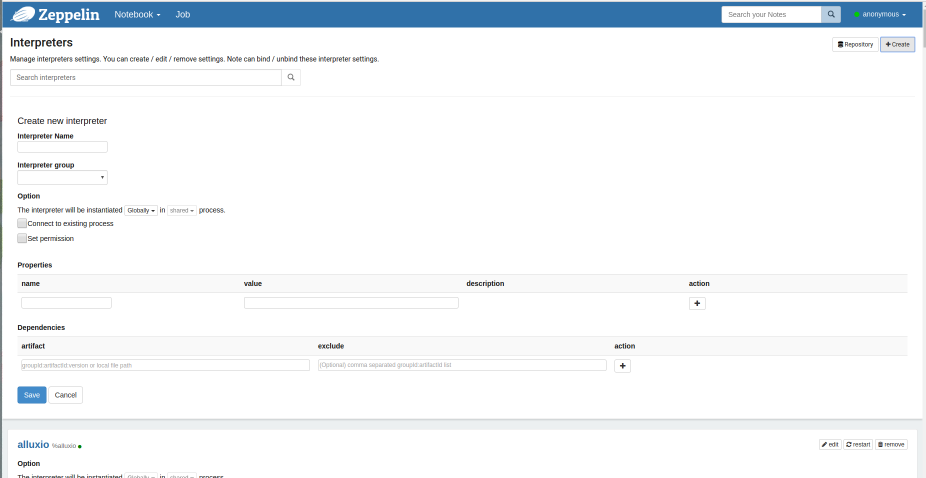 Zeppelin Notebook Job Search your Notes anonymous
Interpreters Repository Create
Manage interpreters settings. You can create / edit / remove settings. Note can bind / unbind these interpreter settings.
Search interpreters
Create new interpreter
Interpreter Name
Interpreter group
Option
The interpreter will be instantiated Globally in shared process.
Connect to existing process
Set permission
Properties
name value description action
Dependencies
artifact exclude action
groupId:artifactId:version or local file path (Optional) comma separated groupId:artifactId list
Save Cancel
alluxio %alluxio edit restart remove
Option
The interpreter will be instantiated Globally in shared process.